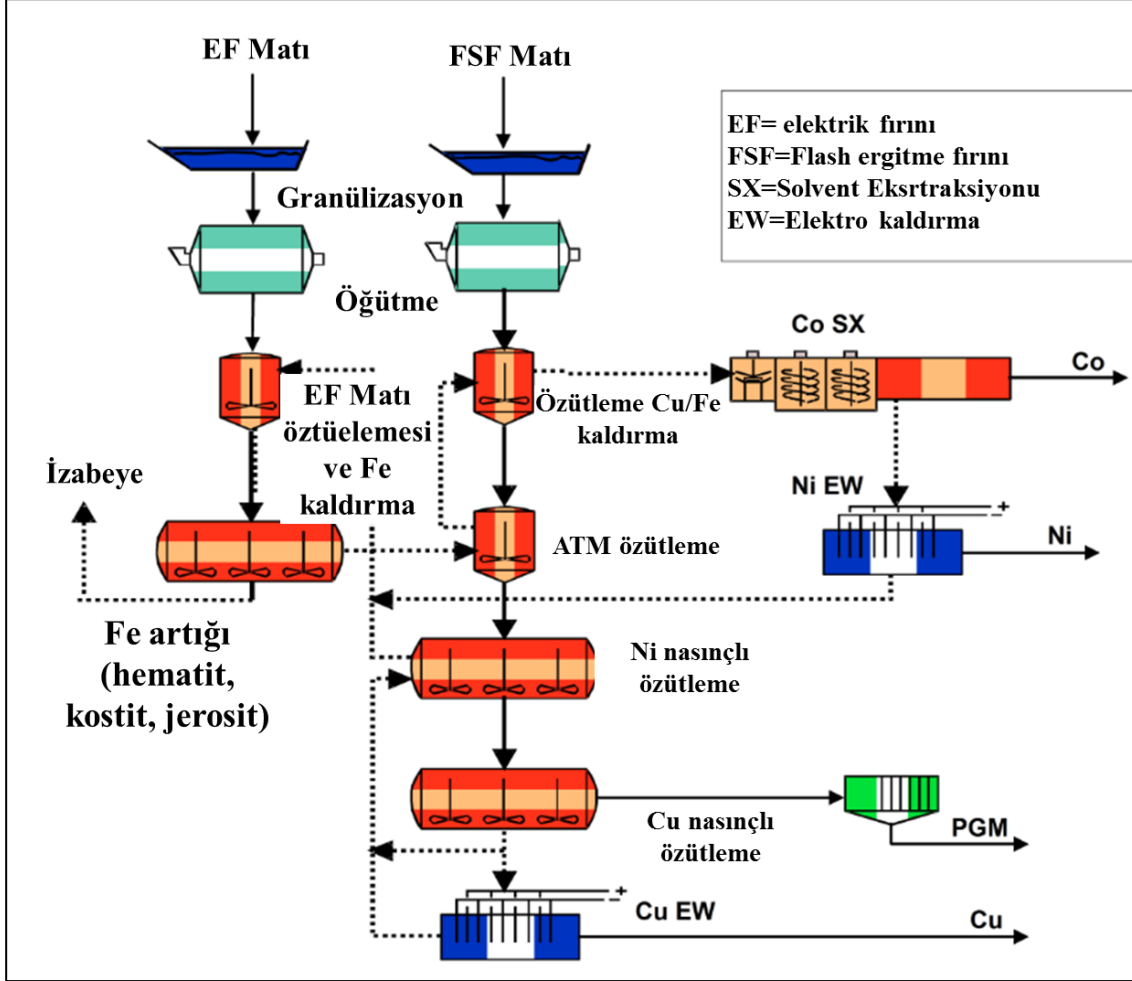 EF Matı
FSF Matı
EF= elektrik fırını
FSF=Flash ergitme fırını
SX=Solvent Eksrtraksiyonu
EW=Elektro kaldırma
Granülizasyon
Öğütme
Co SX
Co
EF Matı
öztüelemesi
ve Fe
kaldırma
Özütleme Cu/Fe
kaldırma
İzabeye
Ni EW
+
−
Ni
ATM özütleme
Fe artığı
(hematit,
kostit, jerosit)
Ni nasınçlı
özütleme
Cu nasınçlı
özütleme
PGM
Cu EW
+
−
Cu